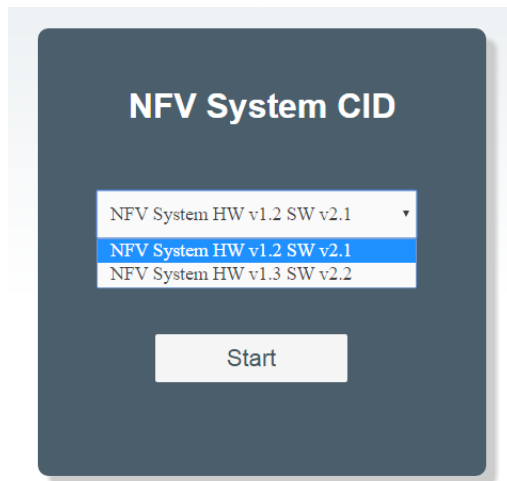 NFV System CID
NFV System HW v1.2 SW v2.1
NFV System HW v1.2 SW v2.1
NFV System HW v1.3 SW v2.2
Start